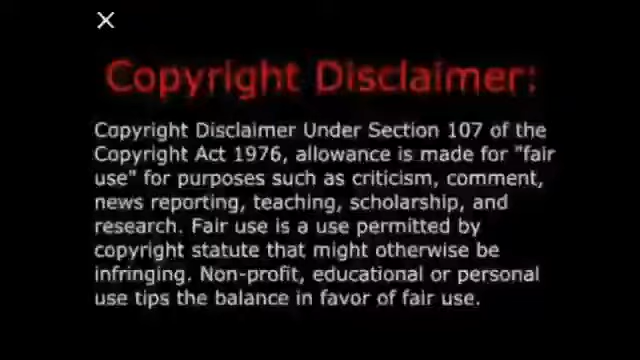 Copyright Disclaimer:
Copyright Disclaimer Under Section 107 of the
Copyright Act 1976, allowance is made for "fair
use" for purposes such as criticism, comment,
news reporting, teaching, scholarship, and
research. Fair use is a use permitted by
copyright statute that might otherwise be
infringing. Non-profit, educational or personal
use tips the balance in favor of fair use.